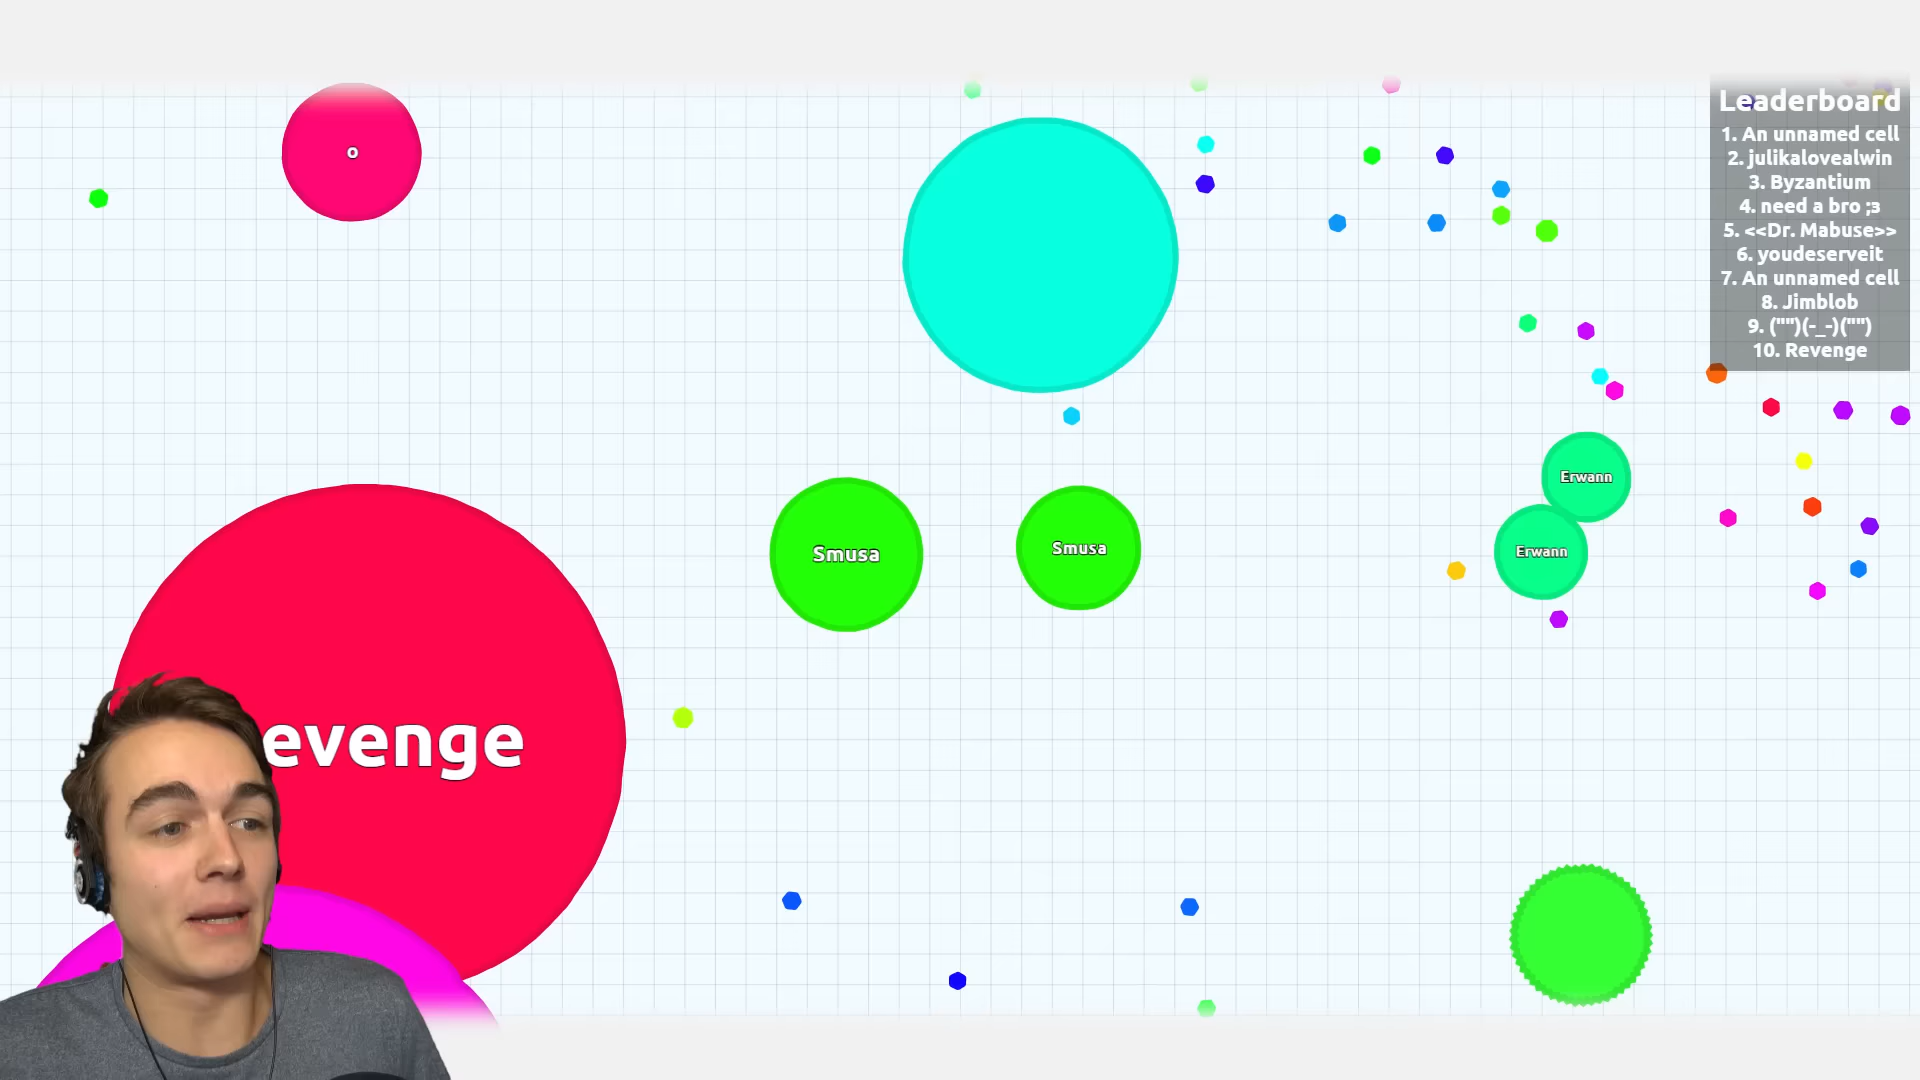 Leaderboard
1. An unnamed cell
2. julikalovealwin
3. Byzantium
4. need a bro ;з
5. <<Dr. Mabuse>>
6. youdeserveit
7. An unnamed cell
8. Jimblob
9. ("")(-_-)("")
10. Revenge
o
Erwann
Smusa
Smusa
Erwann
evenge